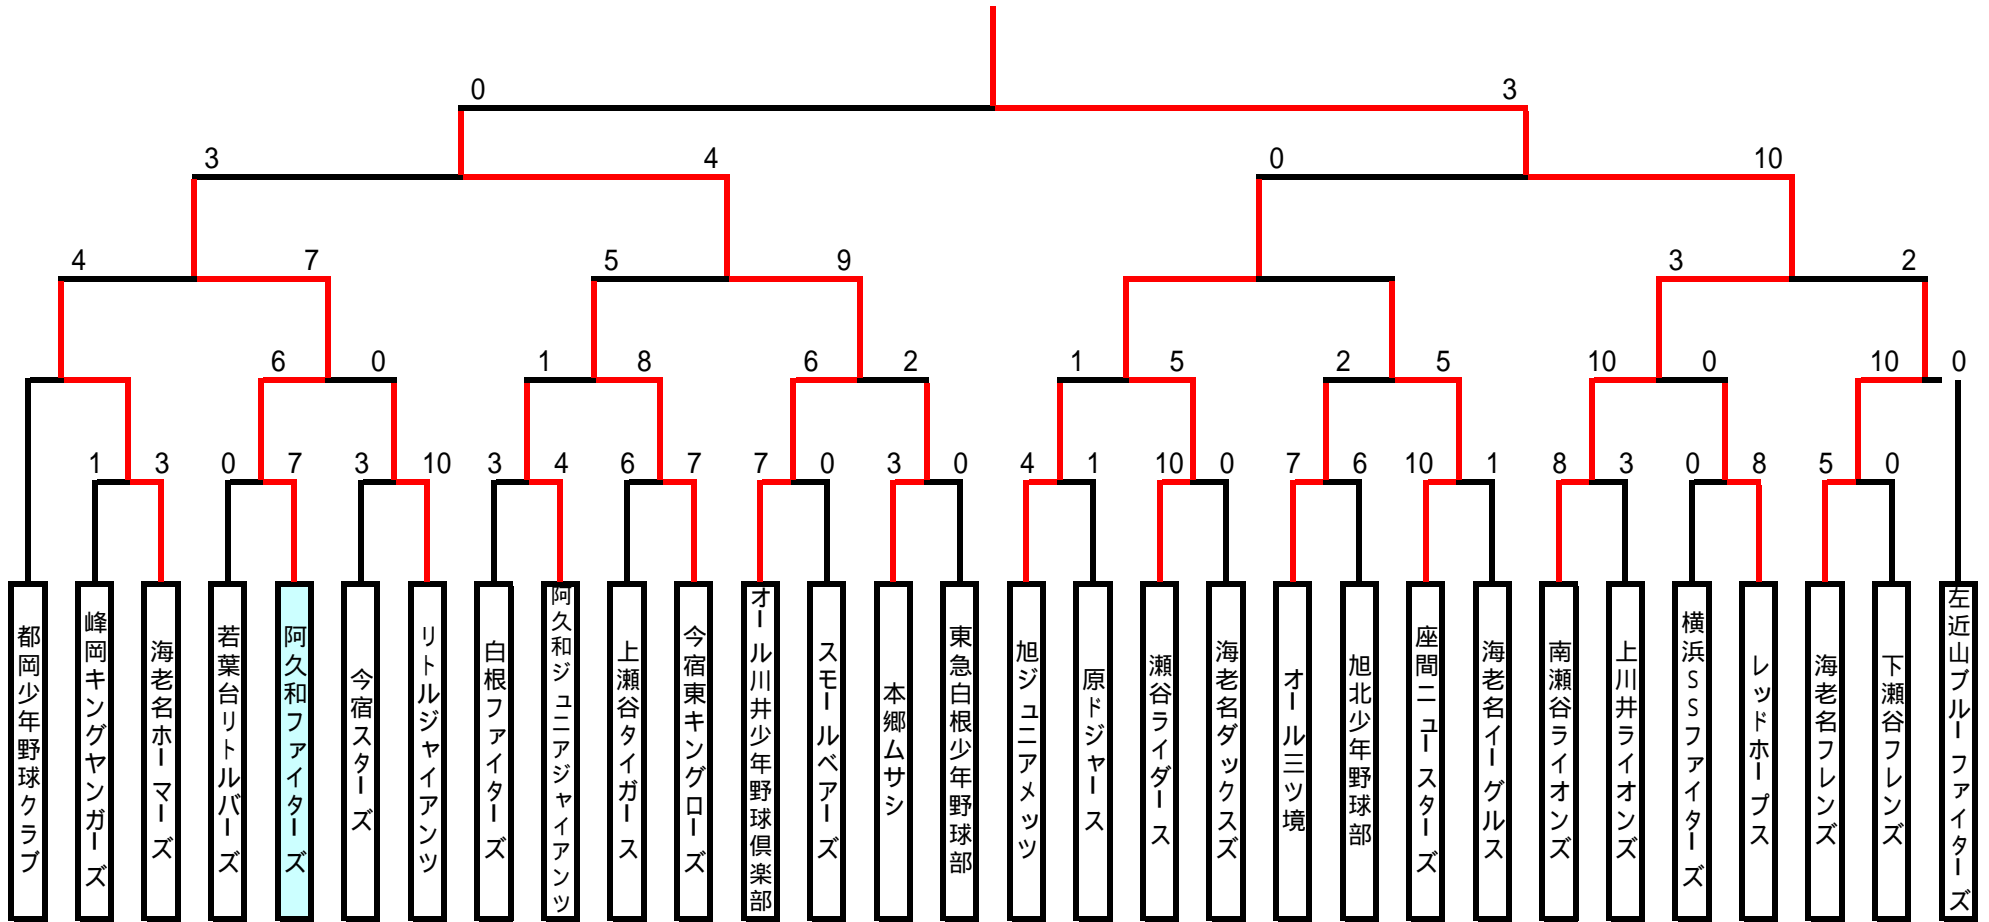 0 3
3 4 0 10
4 7 5 9 3 2
6 0 1 8 6 2 1 5 2 5 10 0 10 0
1 3 0 7 3 10 3 4 6 7 7 0 3 0 4 1 10 0 7 6 10 1 8 3 0 8 5 0
都岡少年野球クラブ
峰岡キングヤンガーズ
海老名ホーマーズ
若葉台リトルバーズ
阿久和ファイターズ
今宿スターズ
リトルジャイアンツ
白根ファイターズ
阿久和ジュニアジャイアンツ
上瀬谷タイガース
今宿東キングローズ
オール川井少年野球倶楽部
スモールベアーズ
本郷ムサシ
東急白根少年野球部
旭ジュニアメッツ
原ドジャース
瀬谷ライダース
海老名ダックスズ
オール三ツ境
旭北少年野球部
座間ニュースターズ
海老名イーグルス
南瀬谷ライオンズ
上川井ライオンズ
横浜SSファイターズ
レッドホープス
海老名フレンズ
下瀬谷フレンズ
左近山ブルーファイターズ